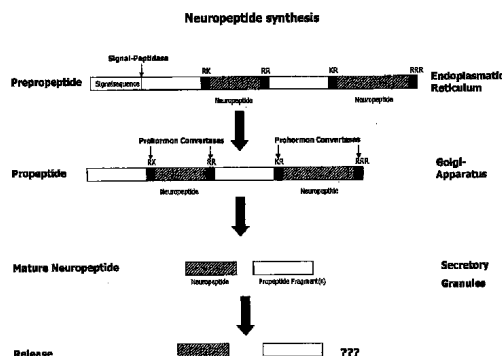 Neuropeptide synthesis
Signal-Peptidase
RK RR KR RRR
Prepropeptide
Signalsequence
Endoplasmatic
Reticulum
Neuropeptide Neuropeptide
Prohormon Convertases Prohormon Convertases
RK RR KR RRR
Propeptide
Golgi-
Apparatus
Neuropeptide Neuropeptide
Mature Neuropeptide
Secretory
Granules
Neuropeptide Propeptide Fragment(s)
Release ???